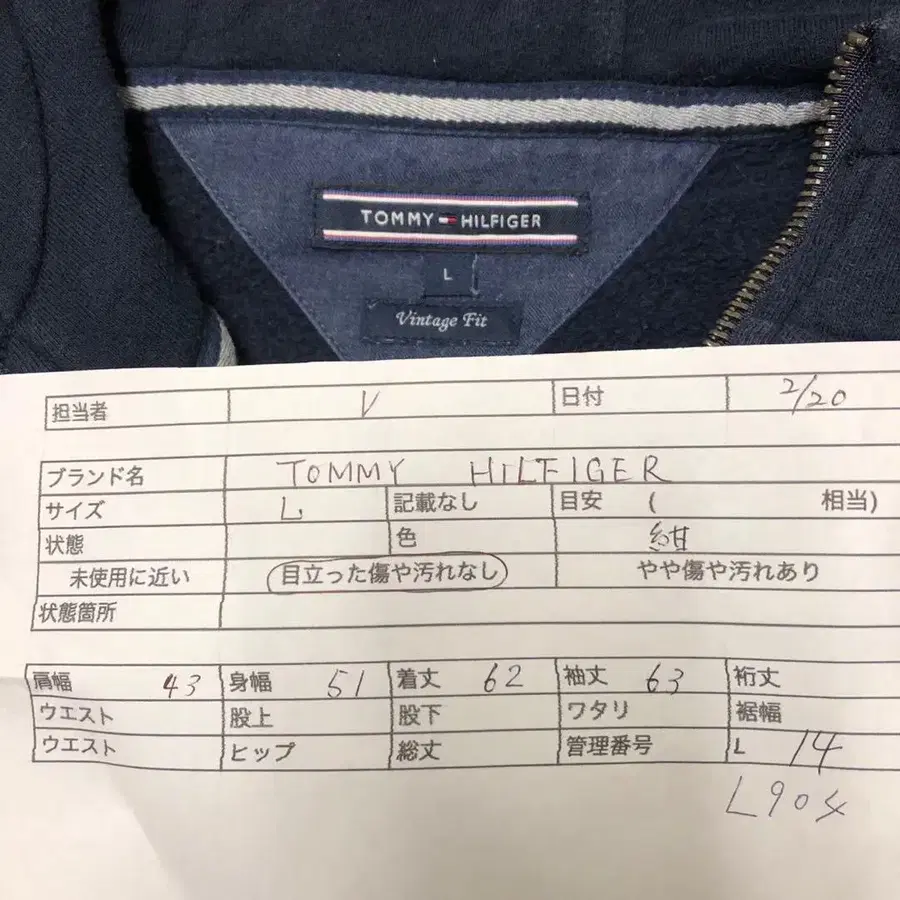 TOMMY HILFIGER
L
Vintage Fit
担当者 V 日付 2/20
ブランド名 TOMMY HILFIGER
サイズ L 記載なし 目安 ( 相当)
状態 色 紺
未使用に近い 目立った傷や汚れなし やや傷や汚れあり
状態箇所
肩幅 43 身幅 51 着丈 62 袖丈 63 裄丈
ウエスト 股上 股下 ワタリ 裾幅
ウエスト ヒップ 総丈 管理番号 L 14
L904